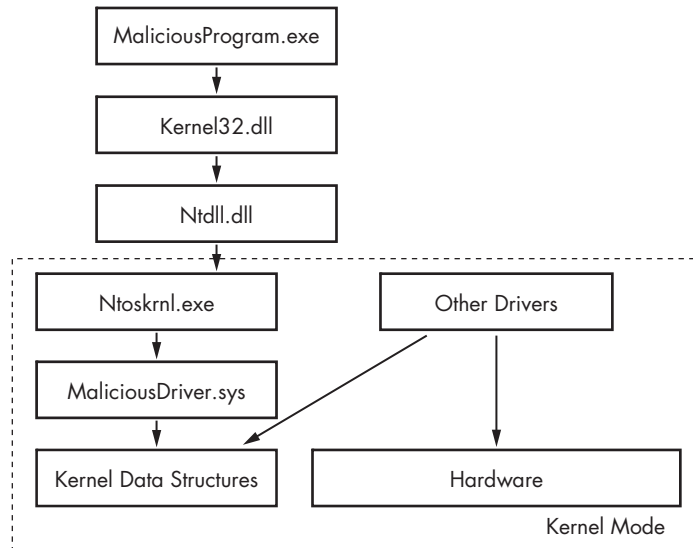 MaliciousProgram.exe
Kernel32.dll
Ntdll.dll
Ntoskrnl.exe
Other Drivers
MaliciousDriver.sys
Kernel Data Structures
Hardware
Kernel Mode